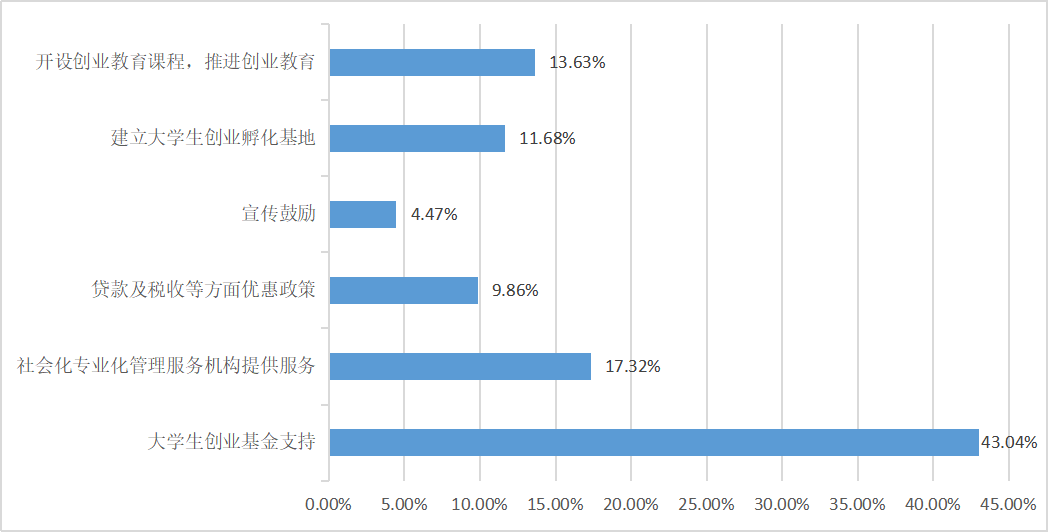 开设创业教育课程，推进创业教育
13.63%
建立大学生创业孵化基地
11.68%
宣传鼓励
4.47%
贷款及税收等方面优惠政策
9.86%
社会化专业化管理服务机构提供服务
17.32%
大学生创业基金支持
43.04%
0.00% 5.00% 10.00% 15.00% 20.00% 25.00% 30.00% 35.00% 40.00% 45.00%